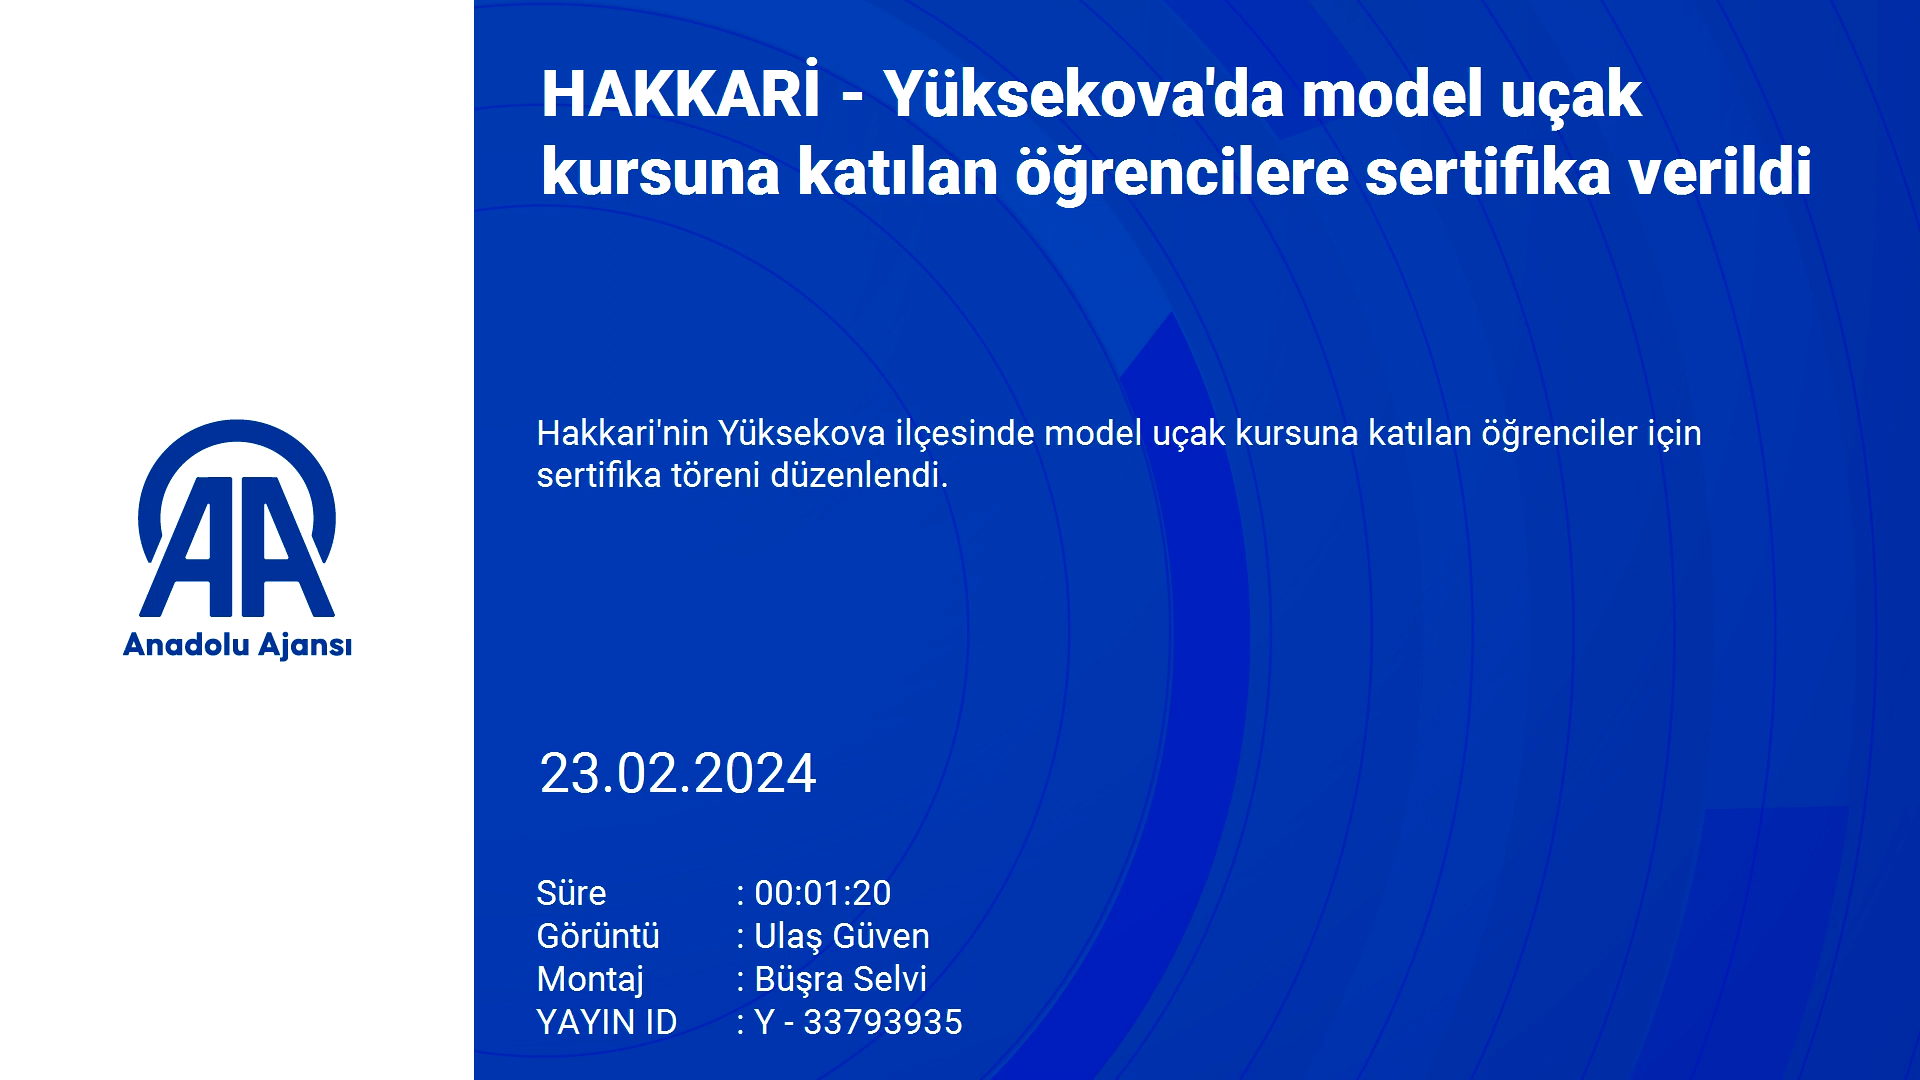 HAKKARİ - Yüksekova'da model uçak
kursuna katılan öğrencilere sertifika verildi
Hakkari'nin Yüksekova ilçesinde model uçak kursuna katılan öğrenciler için
sertifika töreni düzenlendi.
AA
Anadolu Ajansı
23.02.2024
Süre : 00:01:20
Görüntü : Ulaş Güven
Montaj : Büşra Selvi
YAYIN ID : Y - 33793935